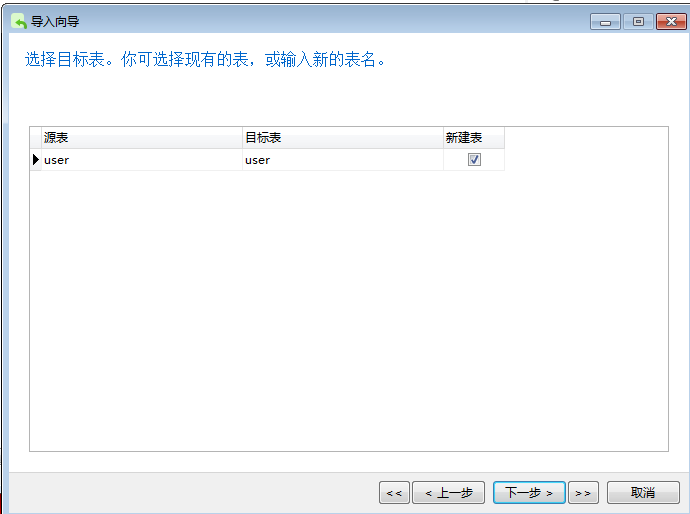 导入向导
选择目标表。你可选择现有的表，或输入新的表名。
源表 目标表 新建表
user user
<< < 上一步 下一步 > >> 取消